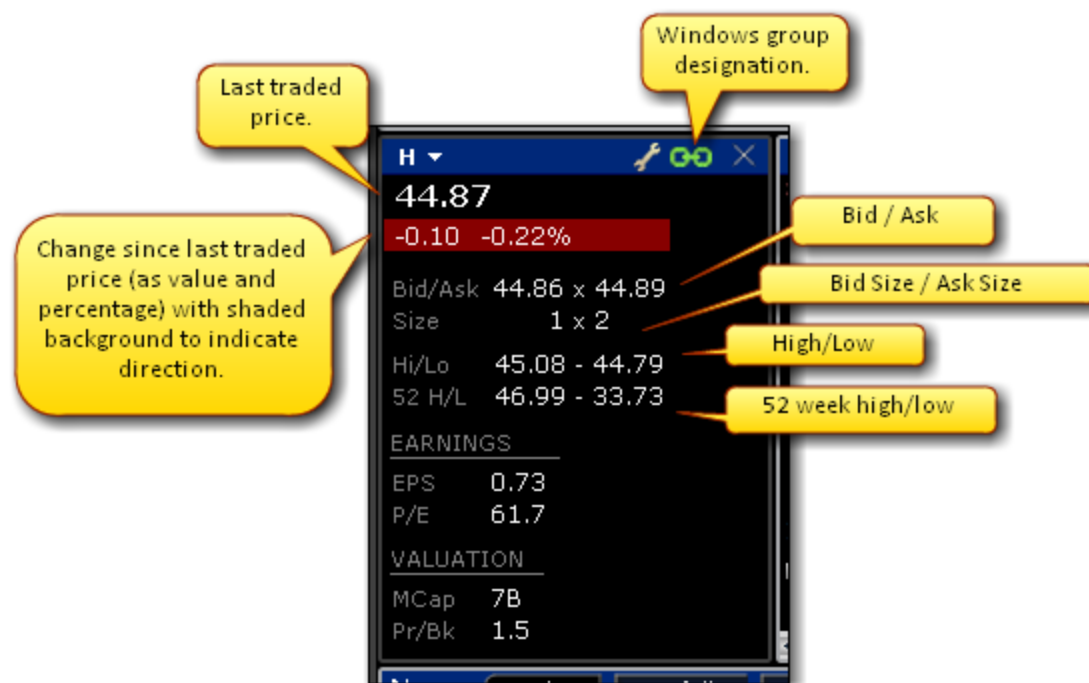 Windows group
designation.
Last traded
price.
H
44.87
-0.10 -0.22%
Change since last traded
price (as value and
percentage) with shaded
background to indicate
direction.
Bid / Ask
Bid/Ask 44.86 x 44.89
Bid Size / Ask Size
Size 1 x 2
High/Low
Hi/Lo 45.08 - 44.79
52 H/L 46.99 - 33.73
52 week high/low
EARNINGS
EPS 0.73
P/E 61.7
VALUATION
MCap 7B
Pr/Bk 1.5